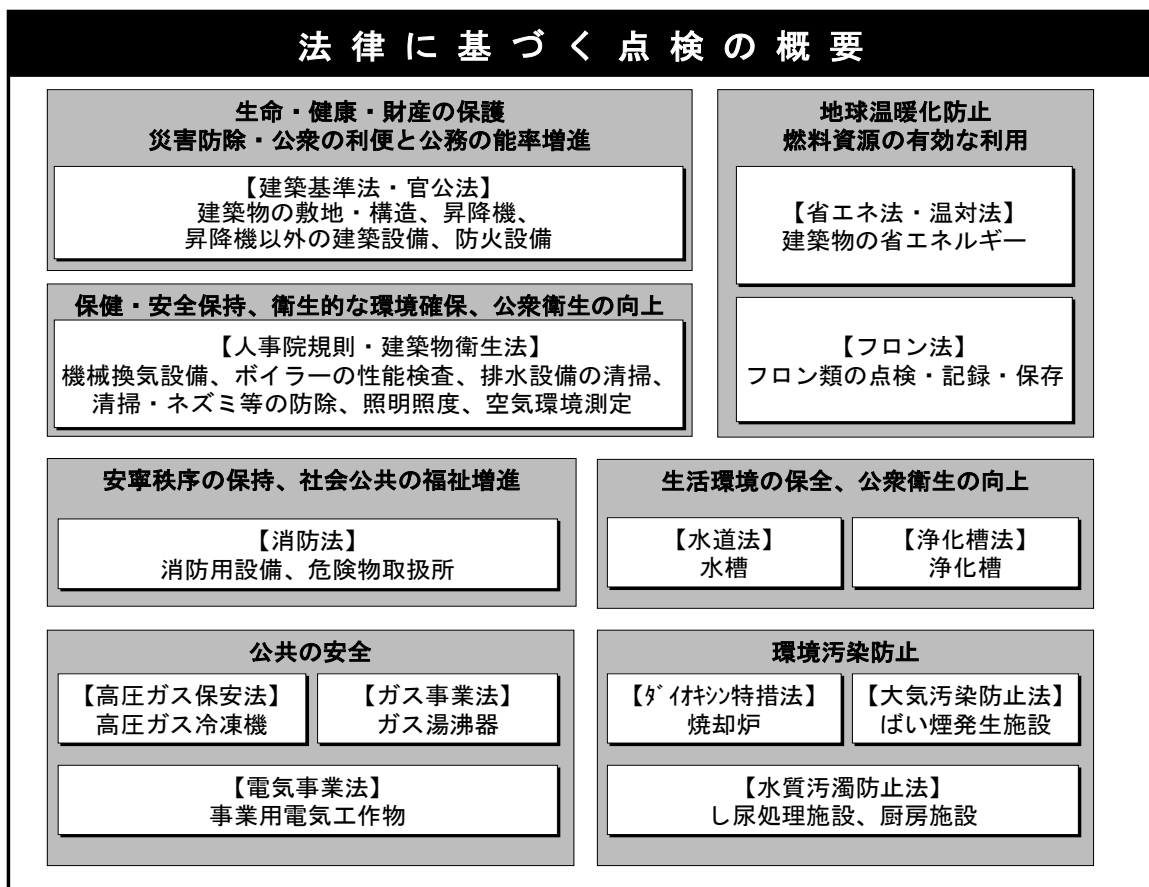 法律に基づく点検の概要
生命・健康・財産の保護
災害防除・公衆の利便と公務の能率増進
【建築基準法・官公法】
建築物の敷地・構造、昇降機、
昇降機以外の建築設備、防火設備
地球温暖化防止
燃料資源の有効な利用
【省エネ法・温対法】
建築物の省エネルギー
【フロン法】
フロン類の点検・記録・保存
保健・安全保持、衛生的な環境確保、公衆衛生の向上
【人事院規則・建築物衛生法】
機械換気設備、ボイラーの性能検査、排水設備の清掃、
清掃・ネズミ等の防除、照明照度、空気環境測定
安寧秩序の保持、社会公共の福祉増進
【消防法】
消防用設備、危険物取扱所
生活環境の保全、公衆衛生の向上
【水道法】
水槽
【浄化槽法】
浄化槽
公共の安全
【高圧ガス保安法】
高圧ガス冷凍機
【ガス事業法】
ガス湯沸器
【電気事業法】
事業用電気工作物
環境汚染防止
【ﾀﾞｲｵｷｼﾝ特措法】
焼却炉
【大気汚染防止法】
ばい煙発生施設
【水質汚濁防止法】
し尿処理施設、厨房施設